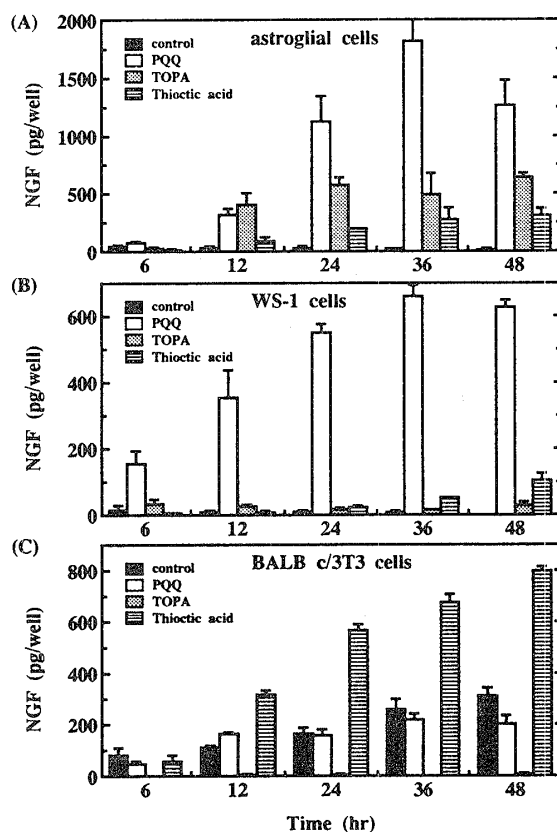 (A)
astroglial cells
control
PQQ
TOPA
Thioctic acid
NGF (pg/well)
2000
1500
1000
500
0
6 12 24 36 48
(B)
WS-1 cells
control
PQQ
TOPA
Thioctic acid
NGF (pg/well)
600
400
200
0
6 12 24 36 48
(C)
BALB c/3T3 cells
control
PQQ
TOPA
Thioctic acid
NGF (pg/well)
800
600
400
200
0
6 12 24 36 48
Time (hr)